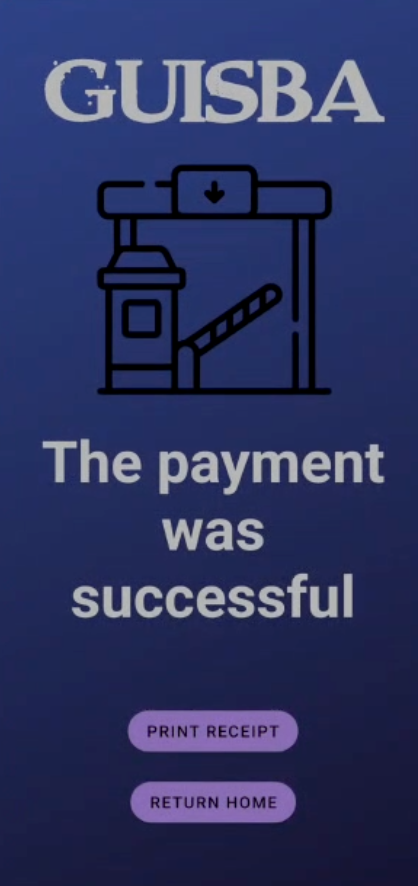 GUISBA
The payment
was
successful
PRINT RECEIPT
RETURN HOME